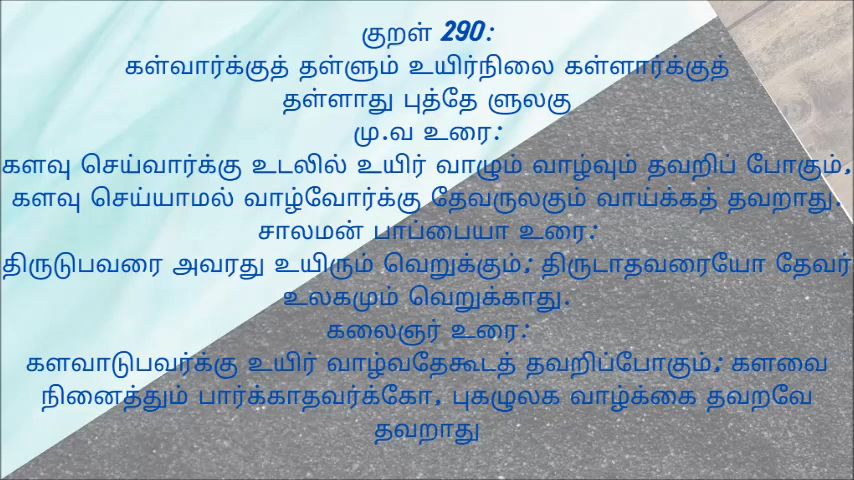 குறள் 290:
கள்வார்க்குத் தள்ளும் உயிர்நிலை கள்ளார்க்குத்
தள்ளாது புத்தே ளுலகு
மு.வ உரை:
களவு செய்வார்க்கு உடலில் உயிர் வாழும் வாழ்வும் தவறிப் போகும்,
களவு செய்யாமல் வாழ்வோர்க்கு தேவருலகும் வாய்க்கத் தவறாது.
சாலமன் பாப்பையா உரை:
திருடுபவரை அவரது உயிரும் வெறுக்கும்; திருடாதவரையோ தேவர்
உலகமும் வெறுக்காது.
கலைஞர் உரை:
களவாடுபவர்க்கு உயிர் வாழ்வதேகூடத் தவறிப்போகும்; களவை
நினைத்தும் பார்க்காதவர்க்கோ, புகழுலக வாழ்க்கை தவறவே
தவறாது